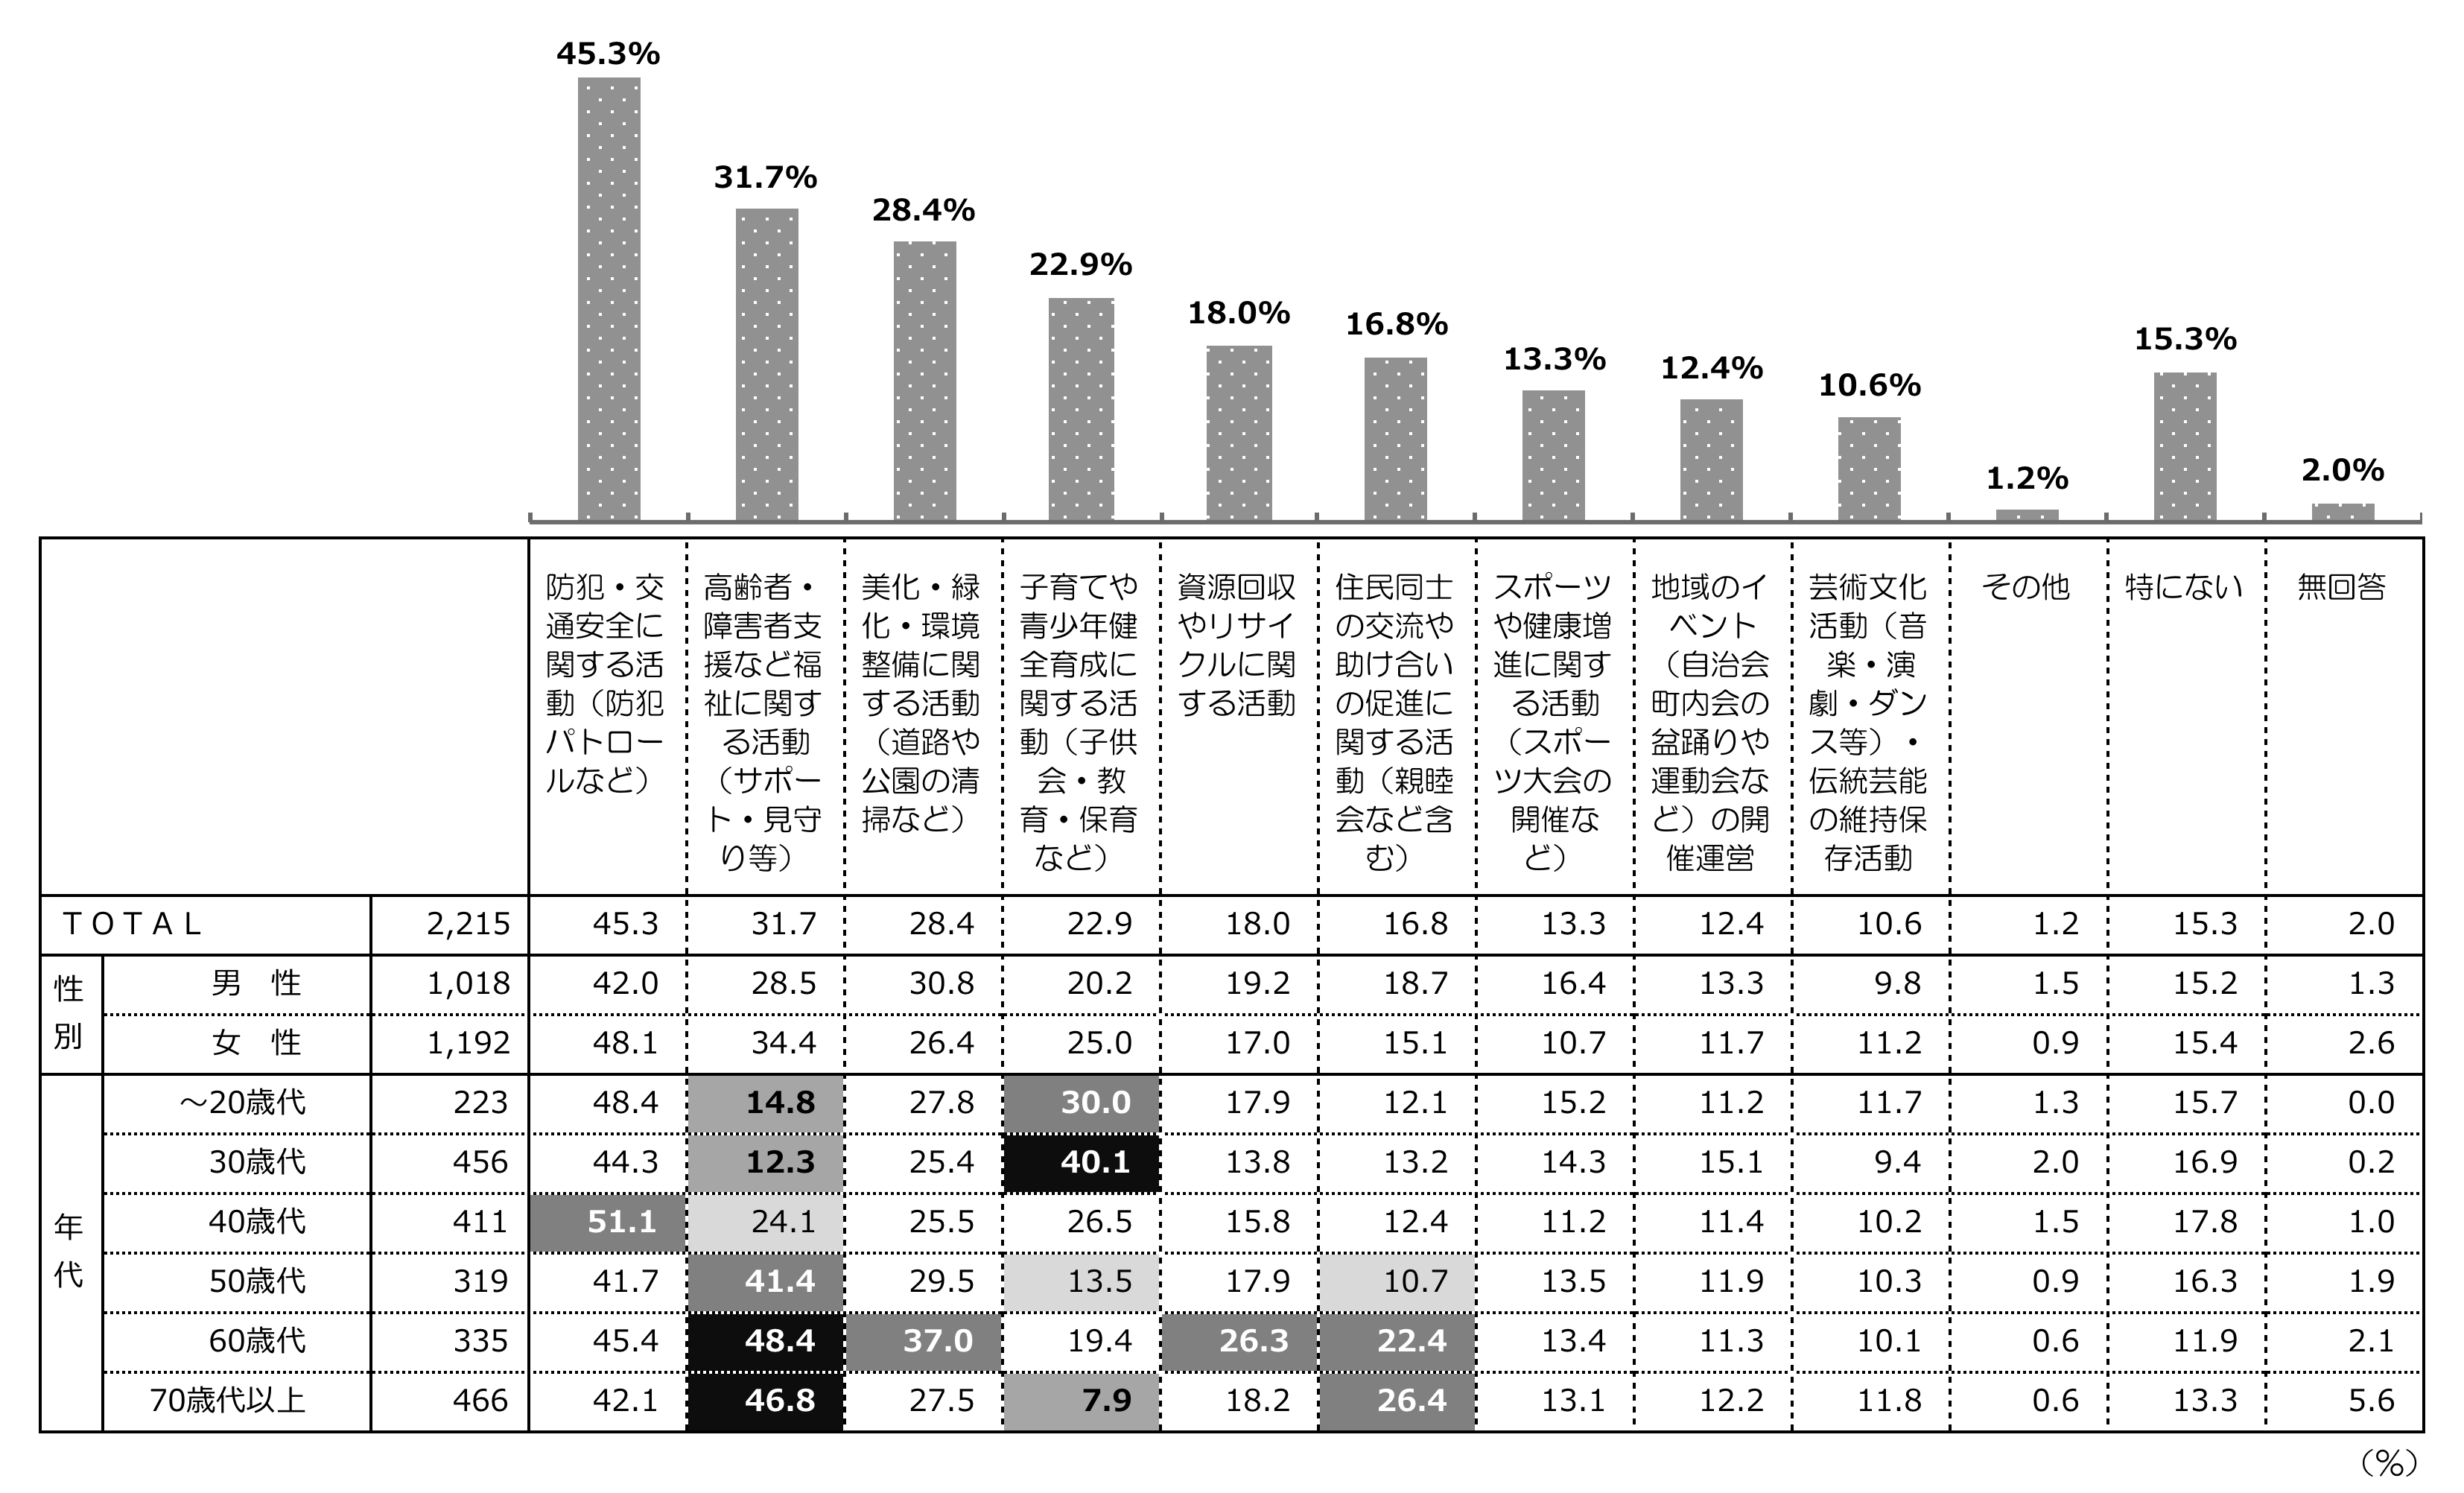 45.3%
31.7%
28.4%
22.9%
18.0%
16.8%
13.3%
12.4%
10.6%
1.2%
15.3%
2.0%
防犯・交
通安全に
関する活
動（防犯
パトロー
ルなど）
高齢者・
障害者支
援など福
祉に関す
る活動
（サポー
ト・見守
り等）
美化・緑
化・環境
整備に関
する活動
（道路や
公園の清
掃など）
子育てや
青少年健
全育成に
関する活
動（子供
会・教
育・保育
など）
資源回収
やリサイ
クルに関
する活動
住民同士
の交流や
助け合い
の促進に
関する活
動（親睦
会など含
む）
スポーツ
や健康増
進に関す
る活動
（スポー
ツ大会の
開催な
ど）
地域のイ
ベント
（自治会
町内会の
盆踊りや
運動会な
ど）の開
催運営
芸術文化
活動（音
楽・演
劇・ダン
ス等）・
伝統芸能
の維持保
存活動
その他
特にない
無回答
ＴＯＴＡＬ 2,215 45.3 31.7 28.4 22.9 18.0 16.8 13.3 12.4 10.6 1.2 15.3 2.0
性別
男　性 1,018 42.0 28.5 30.8 20.2 19.2 18.7 16.4 13.3 9.8 1.5 15.2 1.3
女　性 1,192 48.1 34.4 26.4 25.0 17.0 15.1 10.7 11.7 11.2 0.9 15.4 2.6
年代
～20歳代 223 48.4 14.8 27.8 30.0 17.9 12.1 15.2 11.2 11.7 1.3 15.7 0.0
30歳代 456 44.3 12.3 25.4 40.1 13.8 13.2 14.3 15.1 9.4 2.0 16.9 0.2
40歳代 411 51.1 24.1 25.5 26.5 15.8 12.4 11.2 11.4 10.2 1.5 17.8 1.0
50歳代 319 41.7 41.4 29.5 13.5 17.9 10.7 13.5 11.9 10.3 0.9 16.3 1.9
60歳代 335 45.4 48.4 37.0 19.4 26.3 22.4 13.4 11.3 10.1 0.6 11.9 2.1
70歳代以上 466 42.1 46.8 27.5 7.9 18.2 26.4 13.1 12.2 11.8 0.6 13.3 5.6
（%）